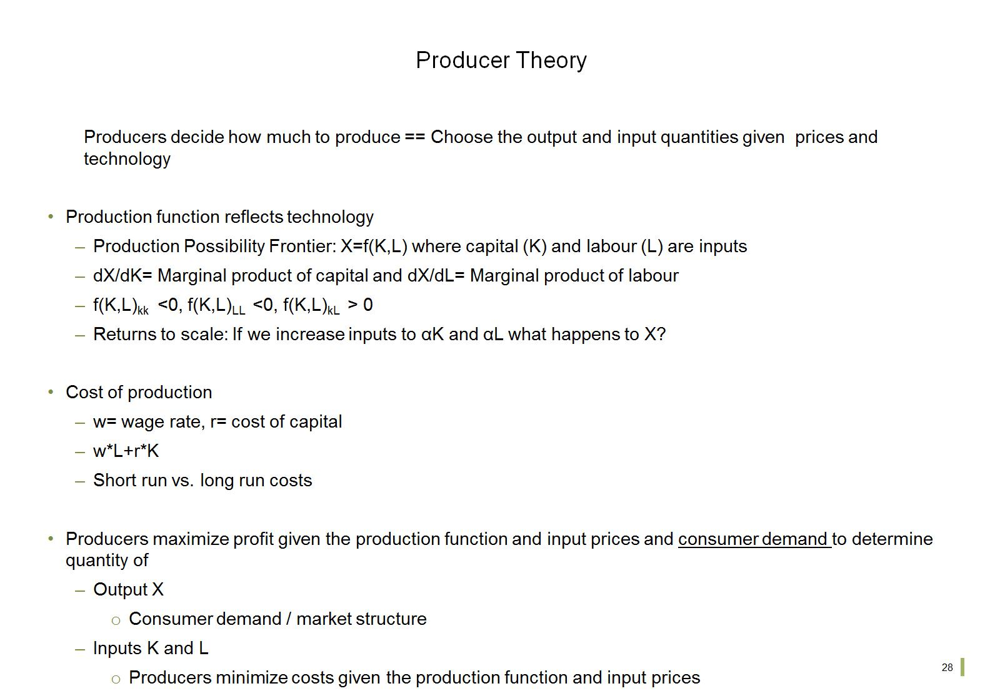 Producer Theory
Producers decide how much to produce == Choose the output and input quantities given  prices and
technology
• Production function reflects technology
– Production Possibility Frontier: X=f(K,L) where capital (K) and labour (L) are inputs
– dX/dK= Marginal product of capital and dX/dL= Marginal product of labour
– f(K,L)kk <0, f(K,L)LL <0, f(K,L)kL > 0
– Returns to scale: If we increase inputs to αK and αL what happens to X?
• Cost of production
– w= wage rate, r= cost of capital
– w*L+r*K
– Short run vs. long run costs
• Producers maximize profit given the production function and input prices and consumer demand to determine
quantity of
– Output X
o Consumer demand / market structure
– Inputs K and L
o Producers minimize costs given the production function and input prices
28